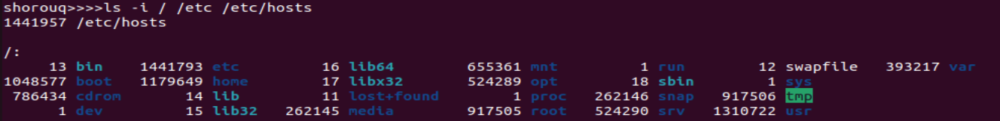 shorouq>>>>ls -i / /etc /etc/hosts
1441957 /etc/hosts
/:
13 bin 1441793 etc 16 lib64 655361 mnt 1 run 12 swapfile 393217 var
1048577 boot 1179649 home 17 libx32 524289 opt 18 sbin 1 sys
786434 cdrom 14 lib 11 lost+found 1 proc 262146 snap 917506 tmp
1 dev 15 lib32 262145 media 917505 root 524290 srv 1310722 usr